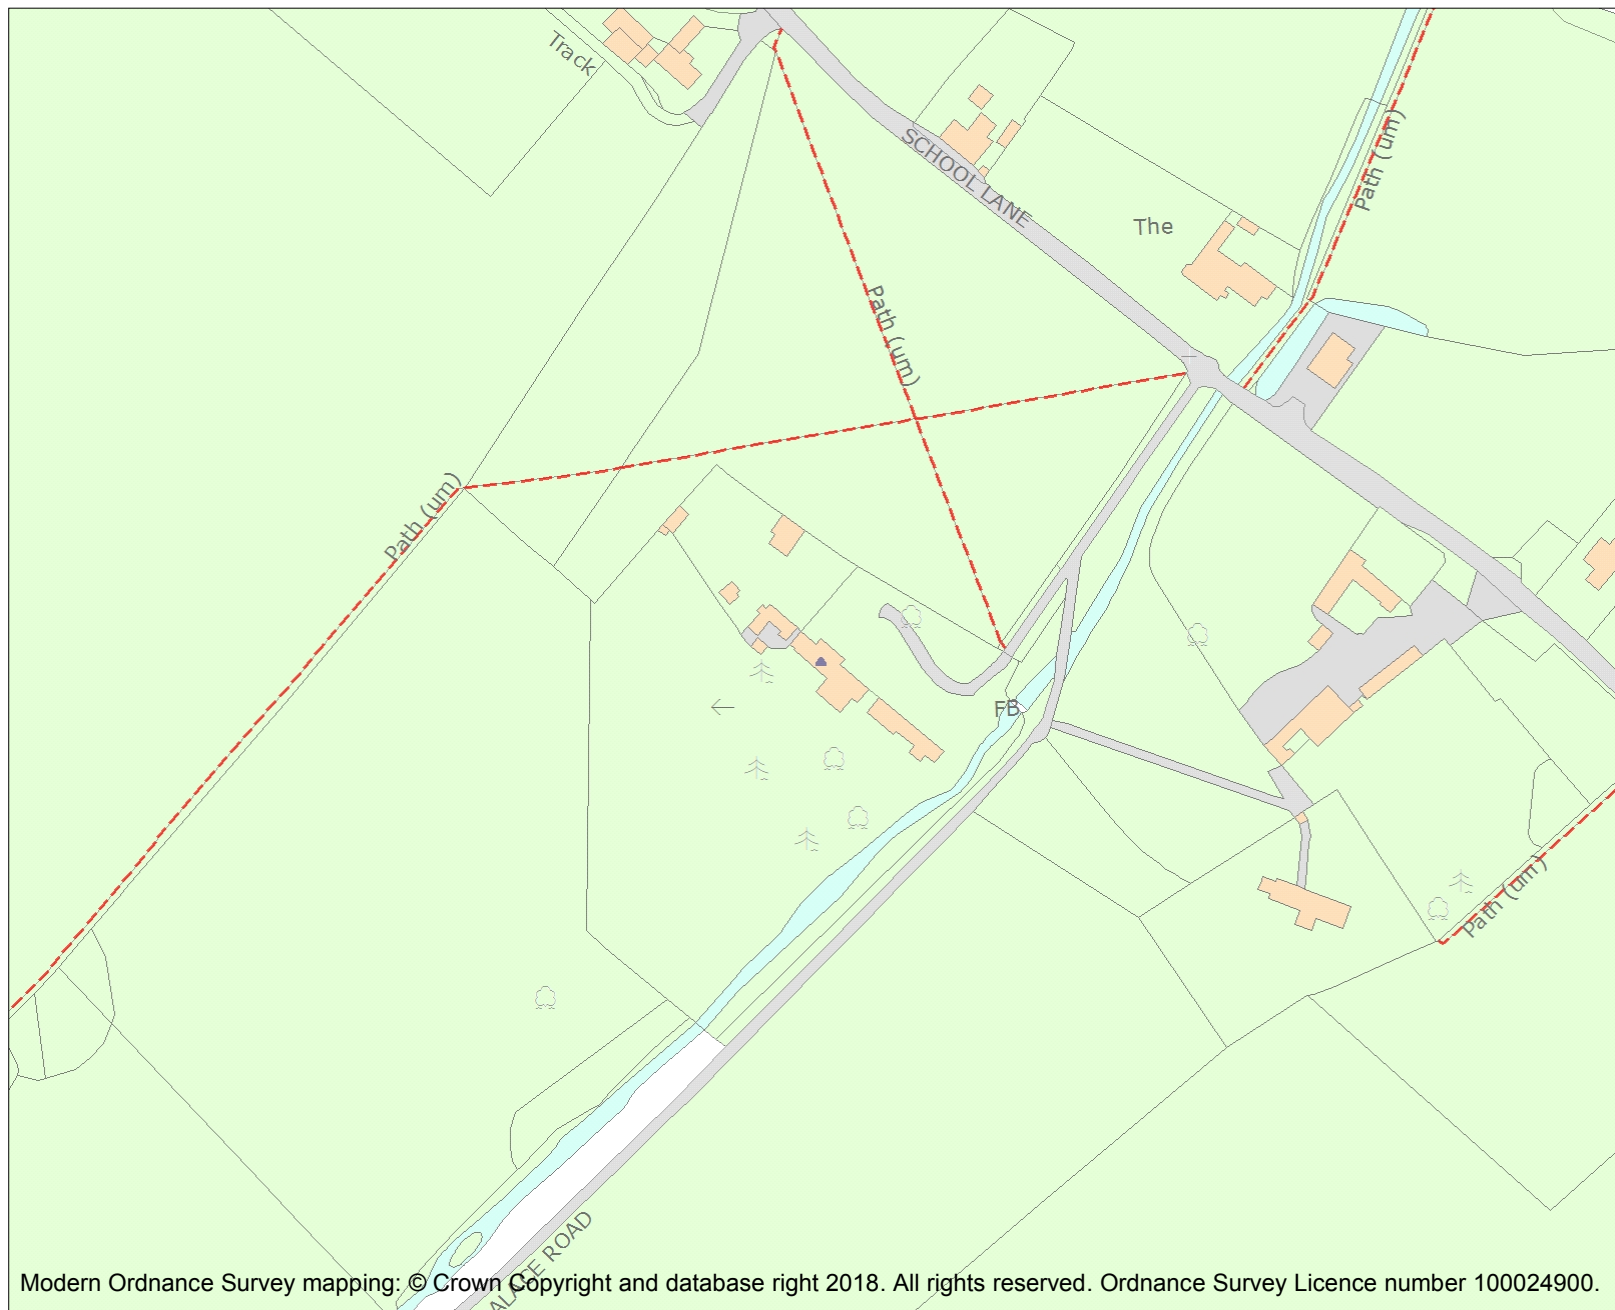 Track
SCHOOL LANE
Path (um)
The
Path (um)
Path (um)
FB
Path (um)
ALACE ROAD
Modern Ordnance Survey mapping: © Crown Copyright and database right 2018. All rights reserved. Ordnance Survey Licence number 100024900.